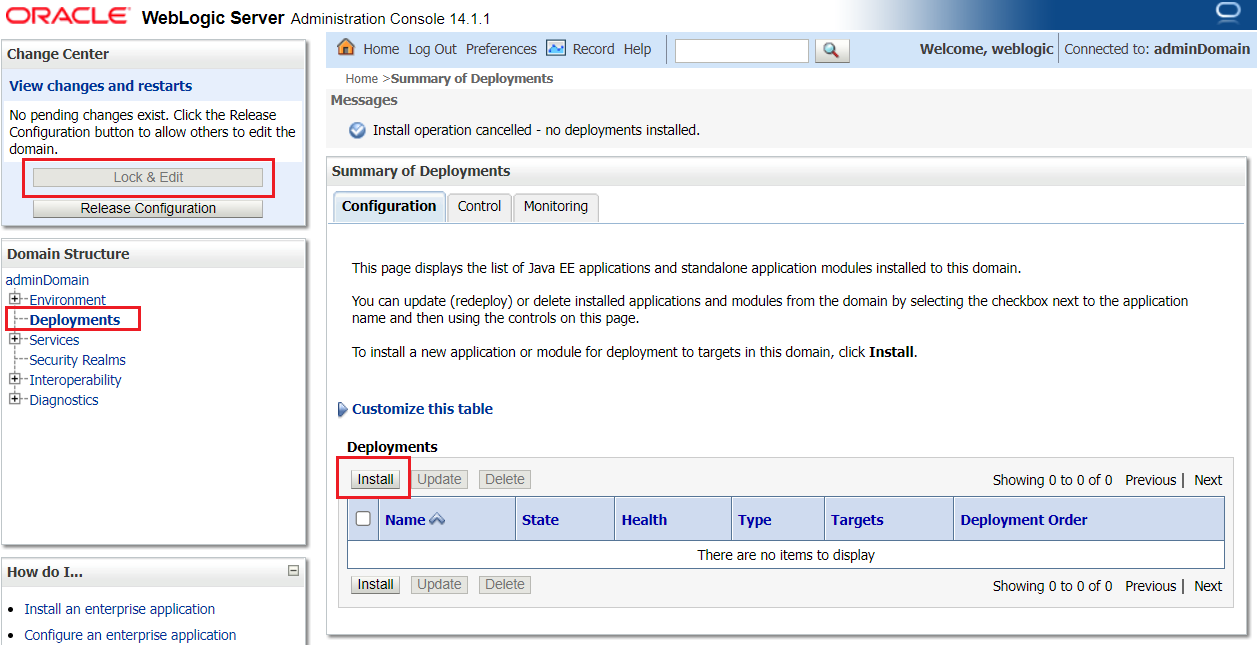 ORACLE® WebLogic Server Administration Console 14.1.1
Change Center
View changes and restarts
No pending changes exist. Click the Release
Configuration button to allow others to edit the
domain.
Lock & Edit
Release Configuration
Domain Structure
adminDomain
Environment
Deployments
Services
Security Realms
Interoperability
Diagnostics
How do I...
Install an enterprise application
Configure an enterprise application
Home Log Out Preferences Record Help
Welcome, weblogic Connected to: adminDomain
Home >Summary of Deployments
Messages
Install operation cancelled - no deployments installed.
Summary of Deployments
Configuration Control Monitoring
This page displays the list of Java EE applications and standalone application modules installed to this domain.
You can update (redeploy) or delete installed applications and modules from the domain by selecting the checkbox next to the application
name and then using the controls on this page.
To install a new application or module for deployment to targets in this domain, click Install.
Customize this table
Deployments
Install Update Delete Showing 0 to 0 of 0 Previous | Next
Name State Health Type Targets Deployment Order
There are no items to display
Install Update Delete Showing 0 to 0 of 0 Previous | Next